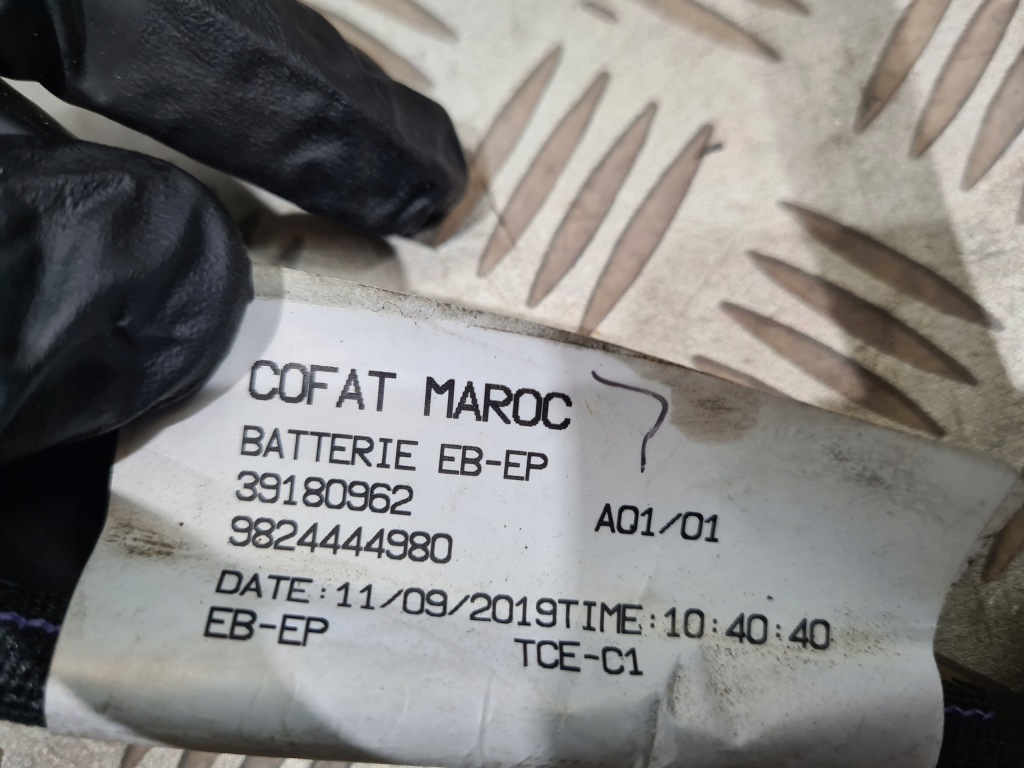 COFAT MAROC
BATTERIE EB-EP
39180962
A01/01
9824444980
DATE:11/09/2019TIME:10:40:40
EB-EP TCE-C1